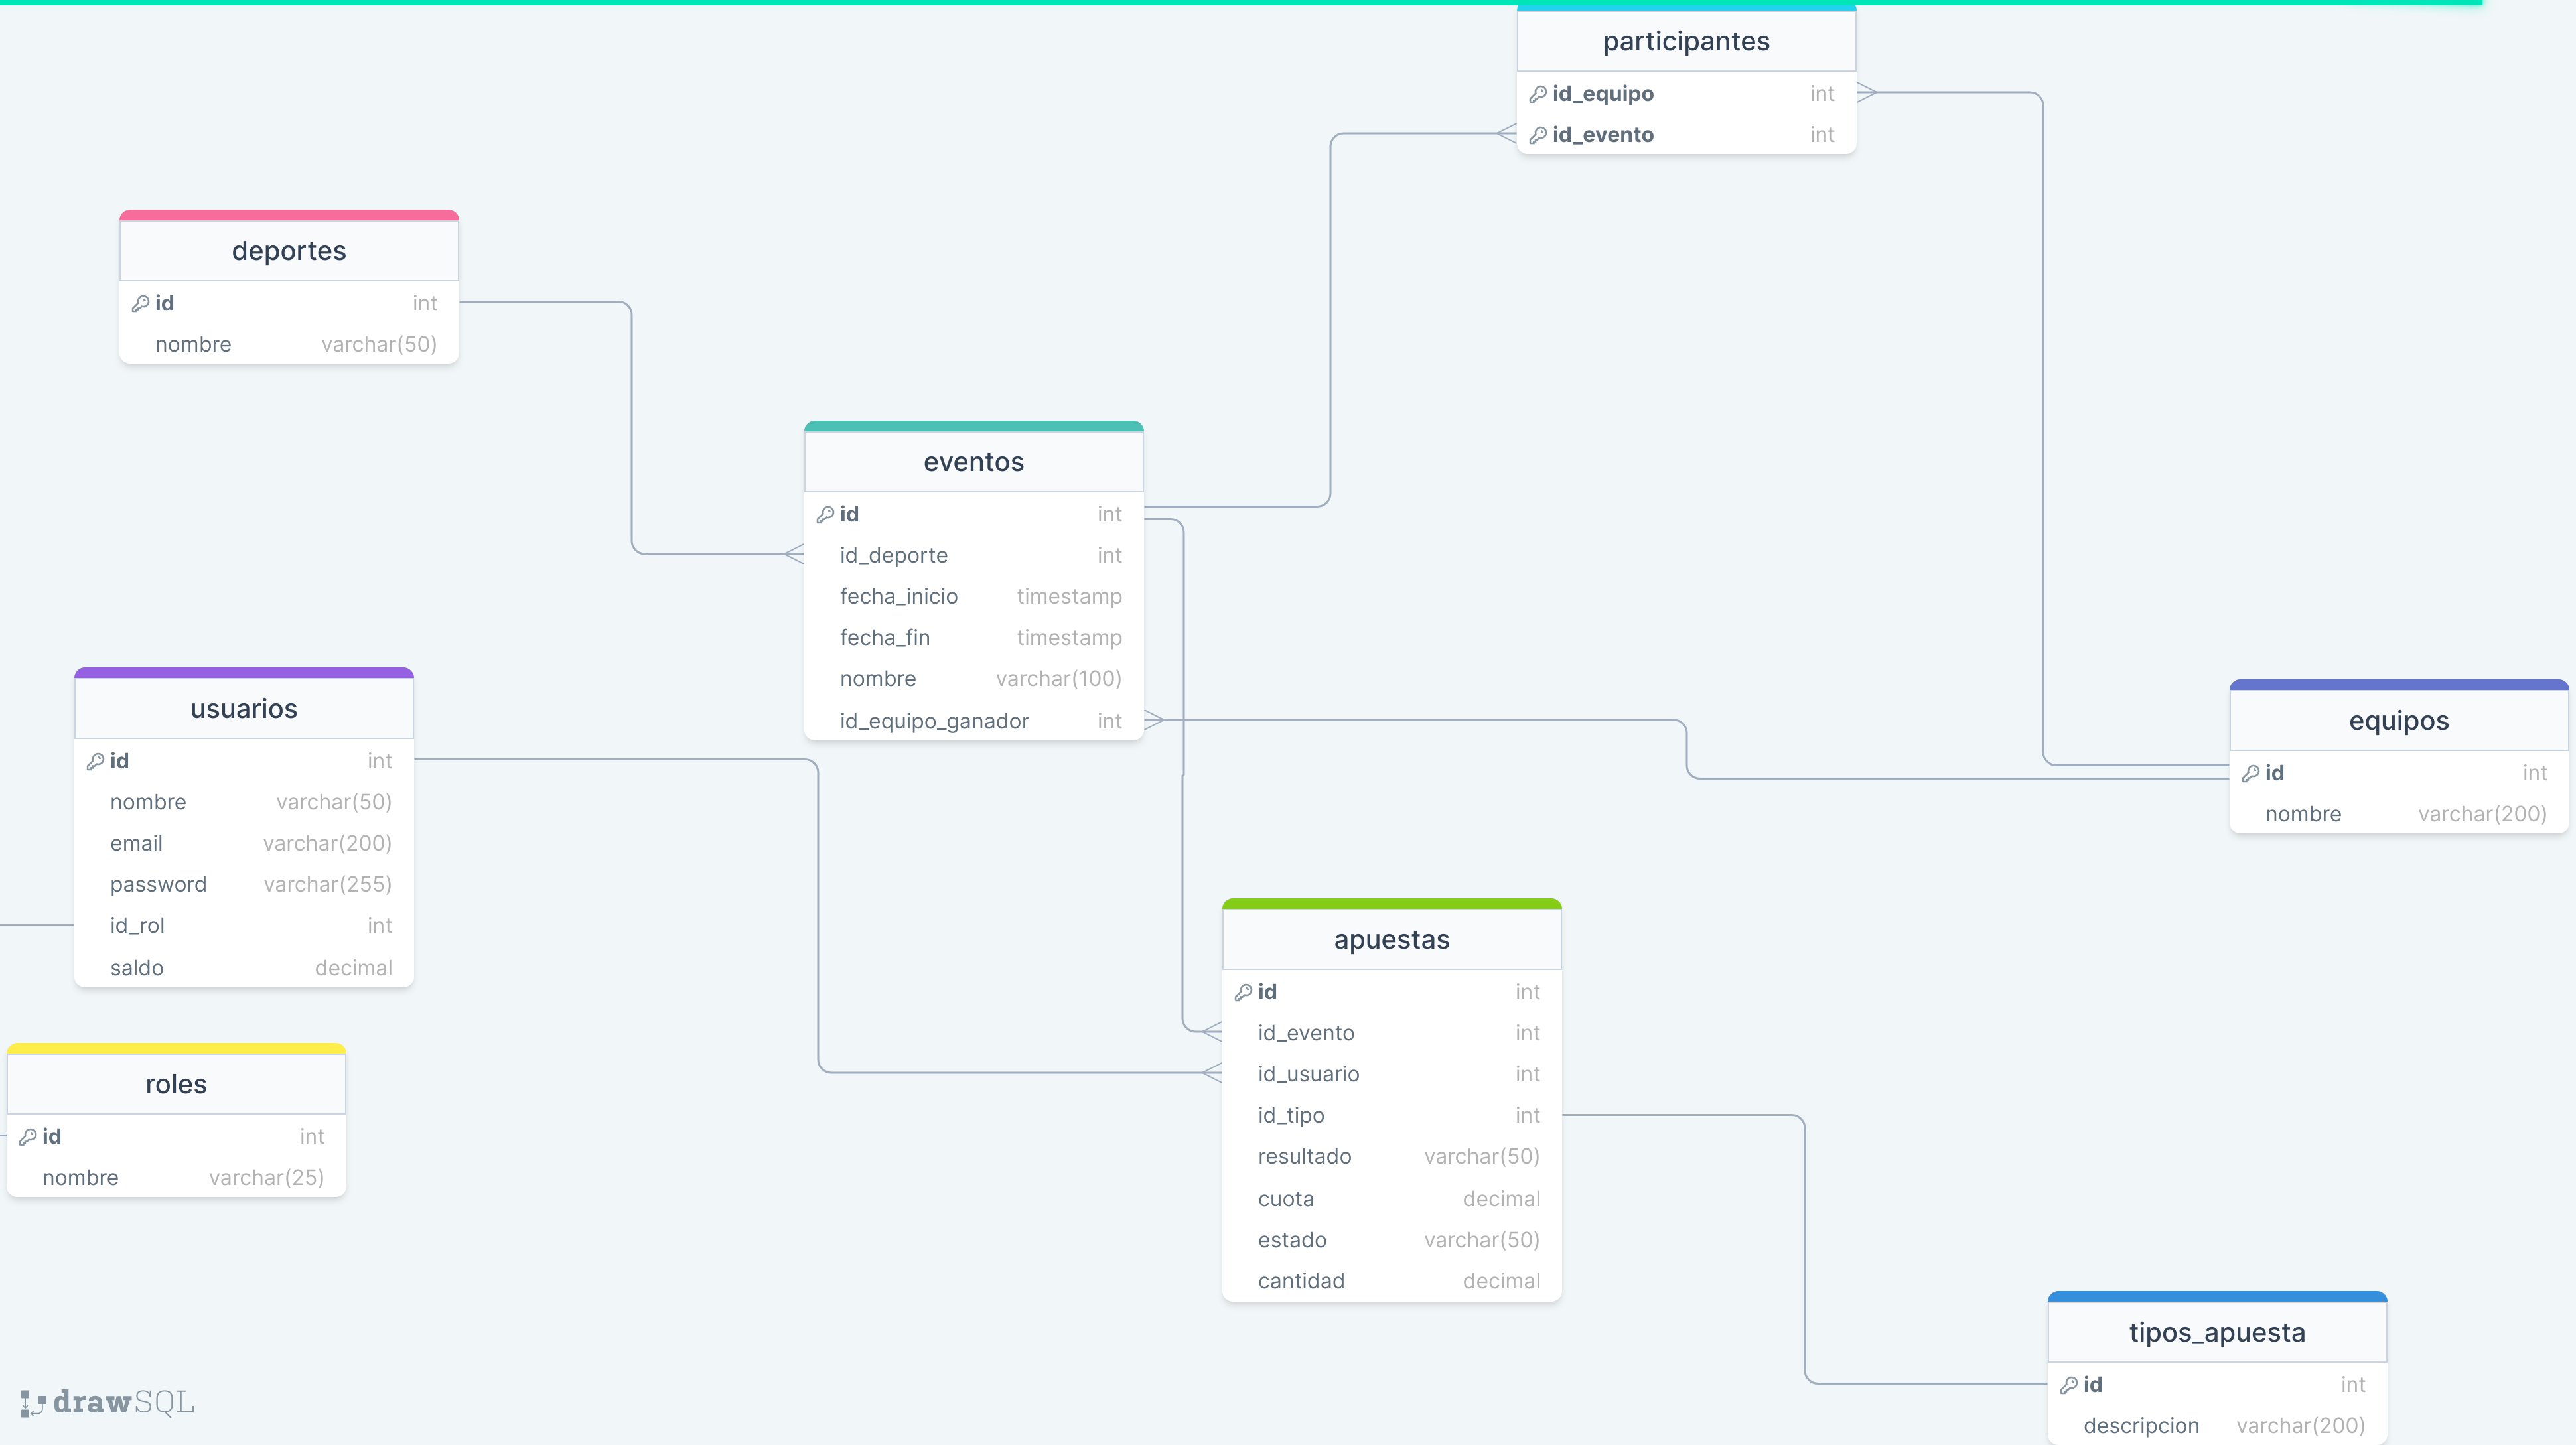 participantes
id_equipo int
id_evento int
deportes
id int
nombre varchar(50)
eventos
id int
id_deporte int
fecha_inicio timestamp
fecha_fin timestamp
nombre varchar(100)
id_equipo_ganador int
usuarios
id int
nombre varchar(50)
email varchar(200)
password varchar(255)
id_rol int
saldo decimal
equipos
id int
nombre varchar(200)
apuestas
id int
id_evento int
id_usuario int
id_tipo int
resultado varchar(50)
cuota decimal
estado varchar(50)
cantidad decimal
roles
id int
nombre varchar(25)
tipos_apuesta
id int
descripcion varchar(200)
drawSQL